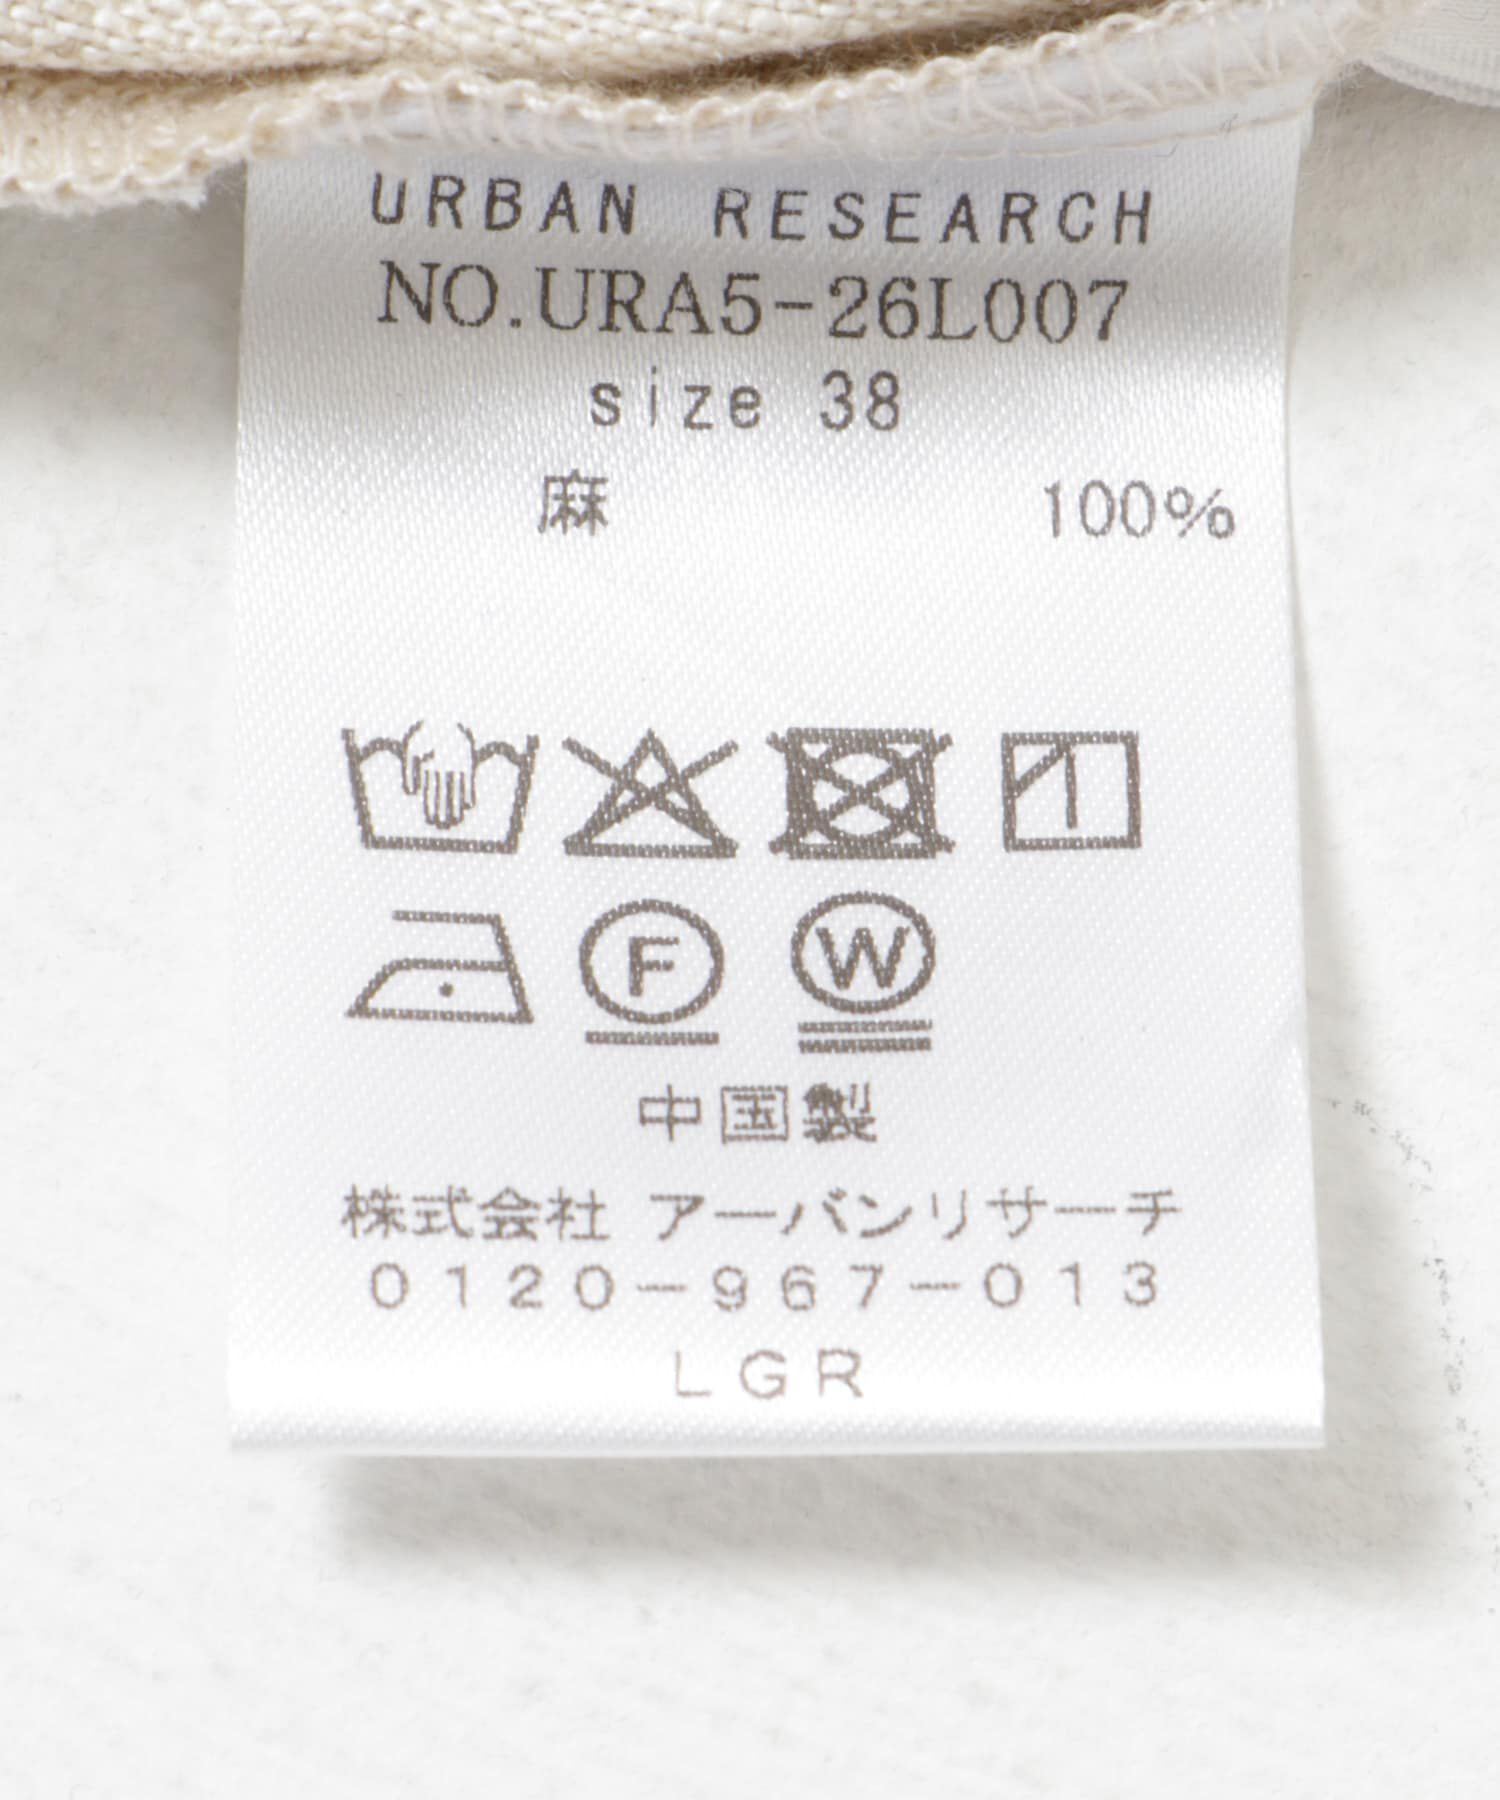 URBAN RESEARCH
NO.URA5-26L007
size 38
麻 100%
F W
中国製
株式会社 アーバンリサーチ
0120-967-013
LGR